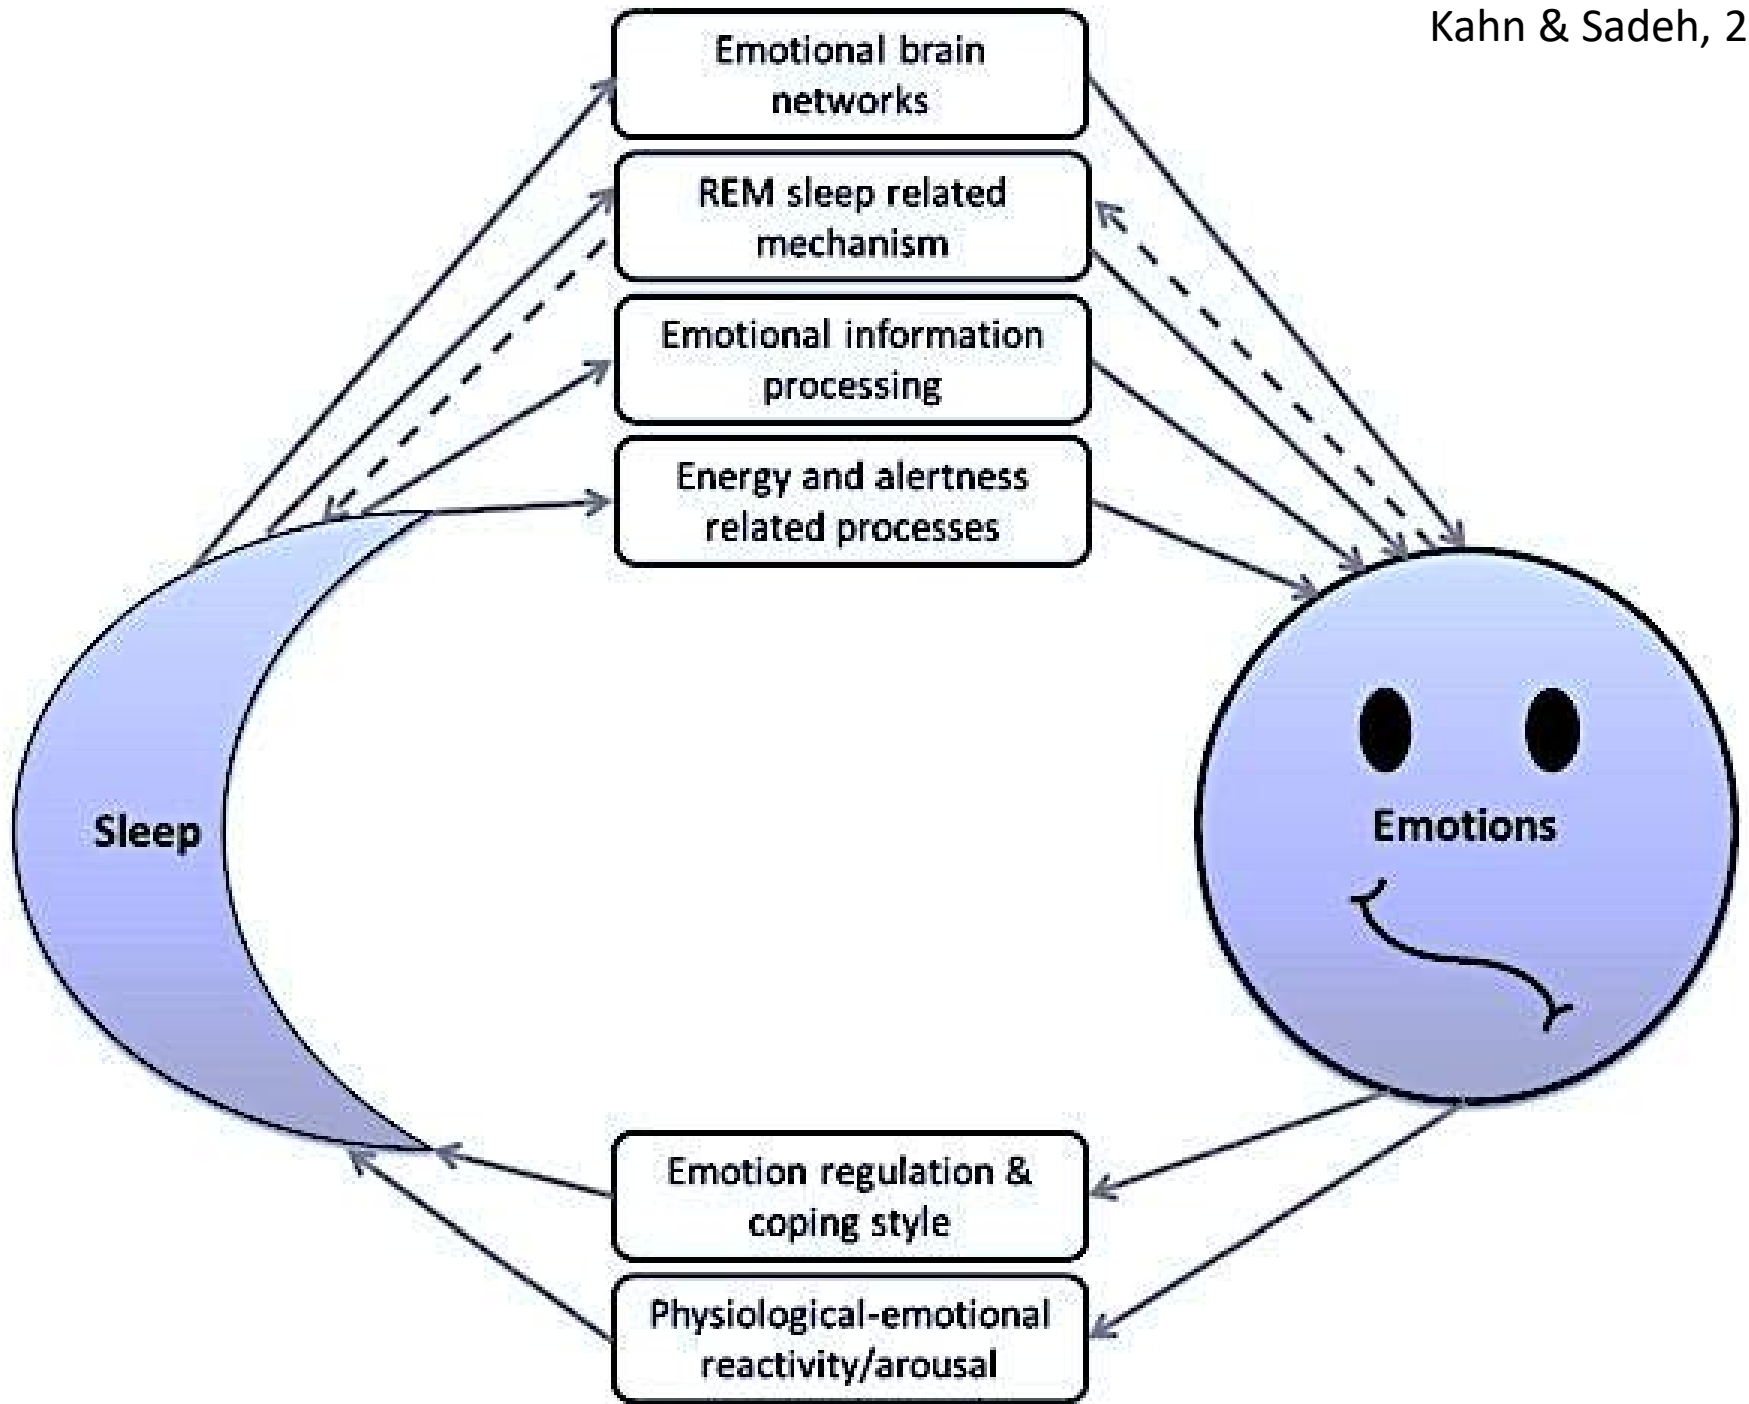 Kahn & Sadeh, 2
Emotional brain
networks
REM sleep related
mechanism
Emotional information
processing
Energy and alertness
related processes
Sleep
Emotions
Emotion regulation &
coping style
Physiological-emotional
reactivity/arousal